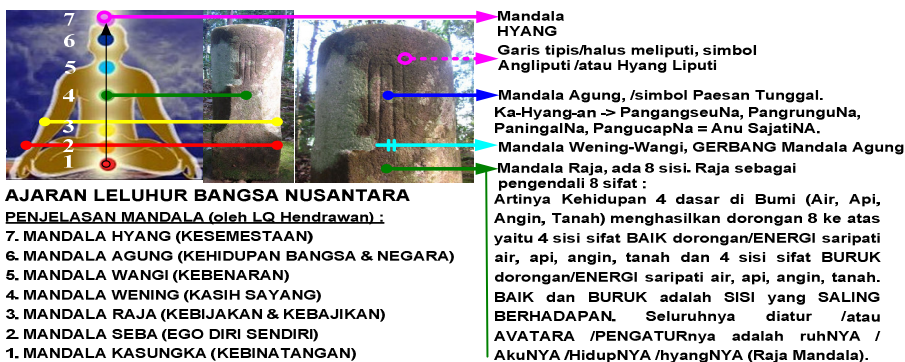 7
6
5
4
3
2
1
Mandala
HYANG
Garis tipis/halus meliputi, simbol
Angliputi /atau Hyang Liputi
Mandala Agung, /simbol Paesan Tunggal.
Ka-Hyang-an -> PangangseuNa, PangrunguNa,
PaningalNa, PangucapNa = Anu SajatiNA.
Mandala Wening-Wangi, GERBANG Mandala Agung
Mandala Raja, ada 8 sisi. Raja sebagai
pengendali 8 sifat :
Artinya Kehidupan 4 dasar di Bumi (Air, Api,
Angin, Tanah) menghasilkan dorongan 8 ke atas
yaitu 4 sisi sifat BAIK dorongan/ENERGI saripati
air, api, angin, tanah dan 4 sisi sifat BURUK
dorongan/ENERGI saripati air, api, angin, tanah.
BAIK dan BURUK adalah SISI yang SALING
BERHADAPAN. Seluruhnya diatur /atau
AVATARA /PENGATURnya adalah ruhNYA /
AkuNYA /HidupNYA /hyangNYA (Raja Mandala).
AJARAN LELUHUR BANGSA NUSANTARA
PENJELASAN MANDALA (oleh LQ Hendrawan) :
7. MANDALA HYANG (KESEMESTAAN)
6. MANDALA AGUNG (KEHIDUPAN BANGSA & NEGARA)
5. MANDALA WANGI (KEBENARAN)
4. MANDALA WENING (KASIH SAYANG)
3. MANDALA RAJA (KEBIJAKAN & KEBAJIKAN)
2. MANDALA SEBA (EGO DIRI SENDIRI)
1. MANDALA KASUNGKA (KEBINATANGAN)